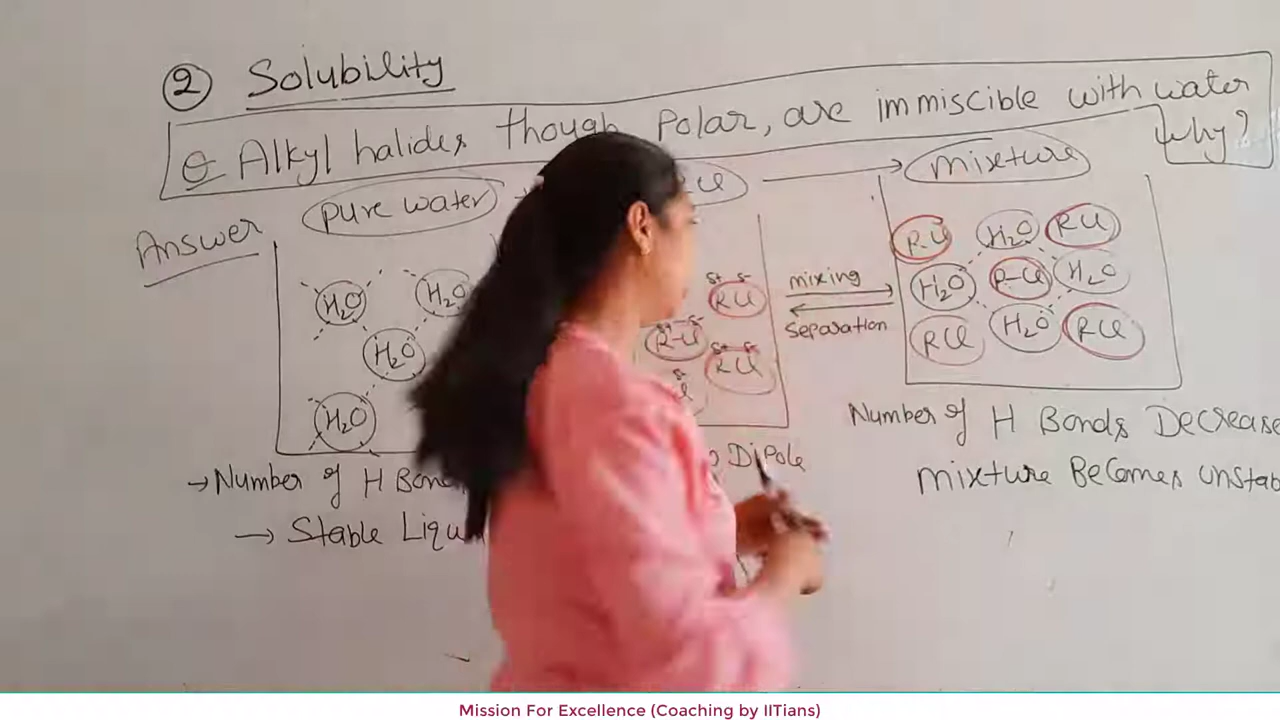 ② Solubility
Q Alkyl halides though Polar, are immiscible with water
Why?
Answer
pure water
Cl
mixture
H₂O
H₂O
H₂O
H₂O
δ+ δ-
RCl
R-Cl
δ+ δ-
RCl
δ-
Cl
mixing
separation
RCl H₂O RCl
H₂O R-Cl H₂O
RCl H₂O RCl
→ Number of H Bon
→ Stable Liqu
Dipole
Number of H Bonds Decrease
mixture Becomes unstab
Mission For Excellence (Coaching by IITians)